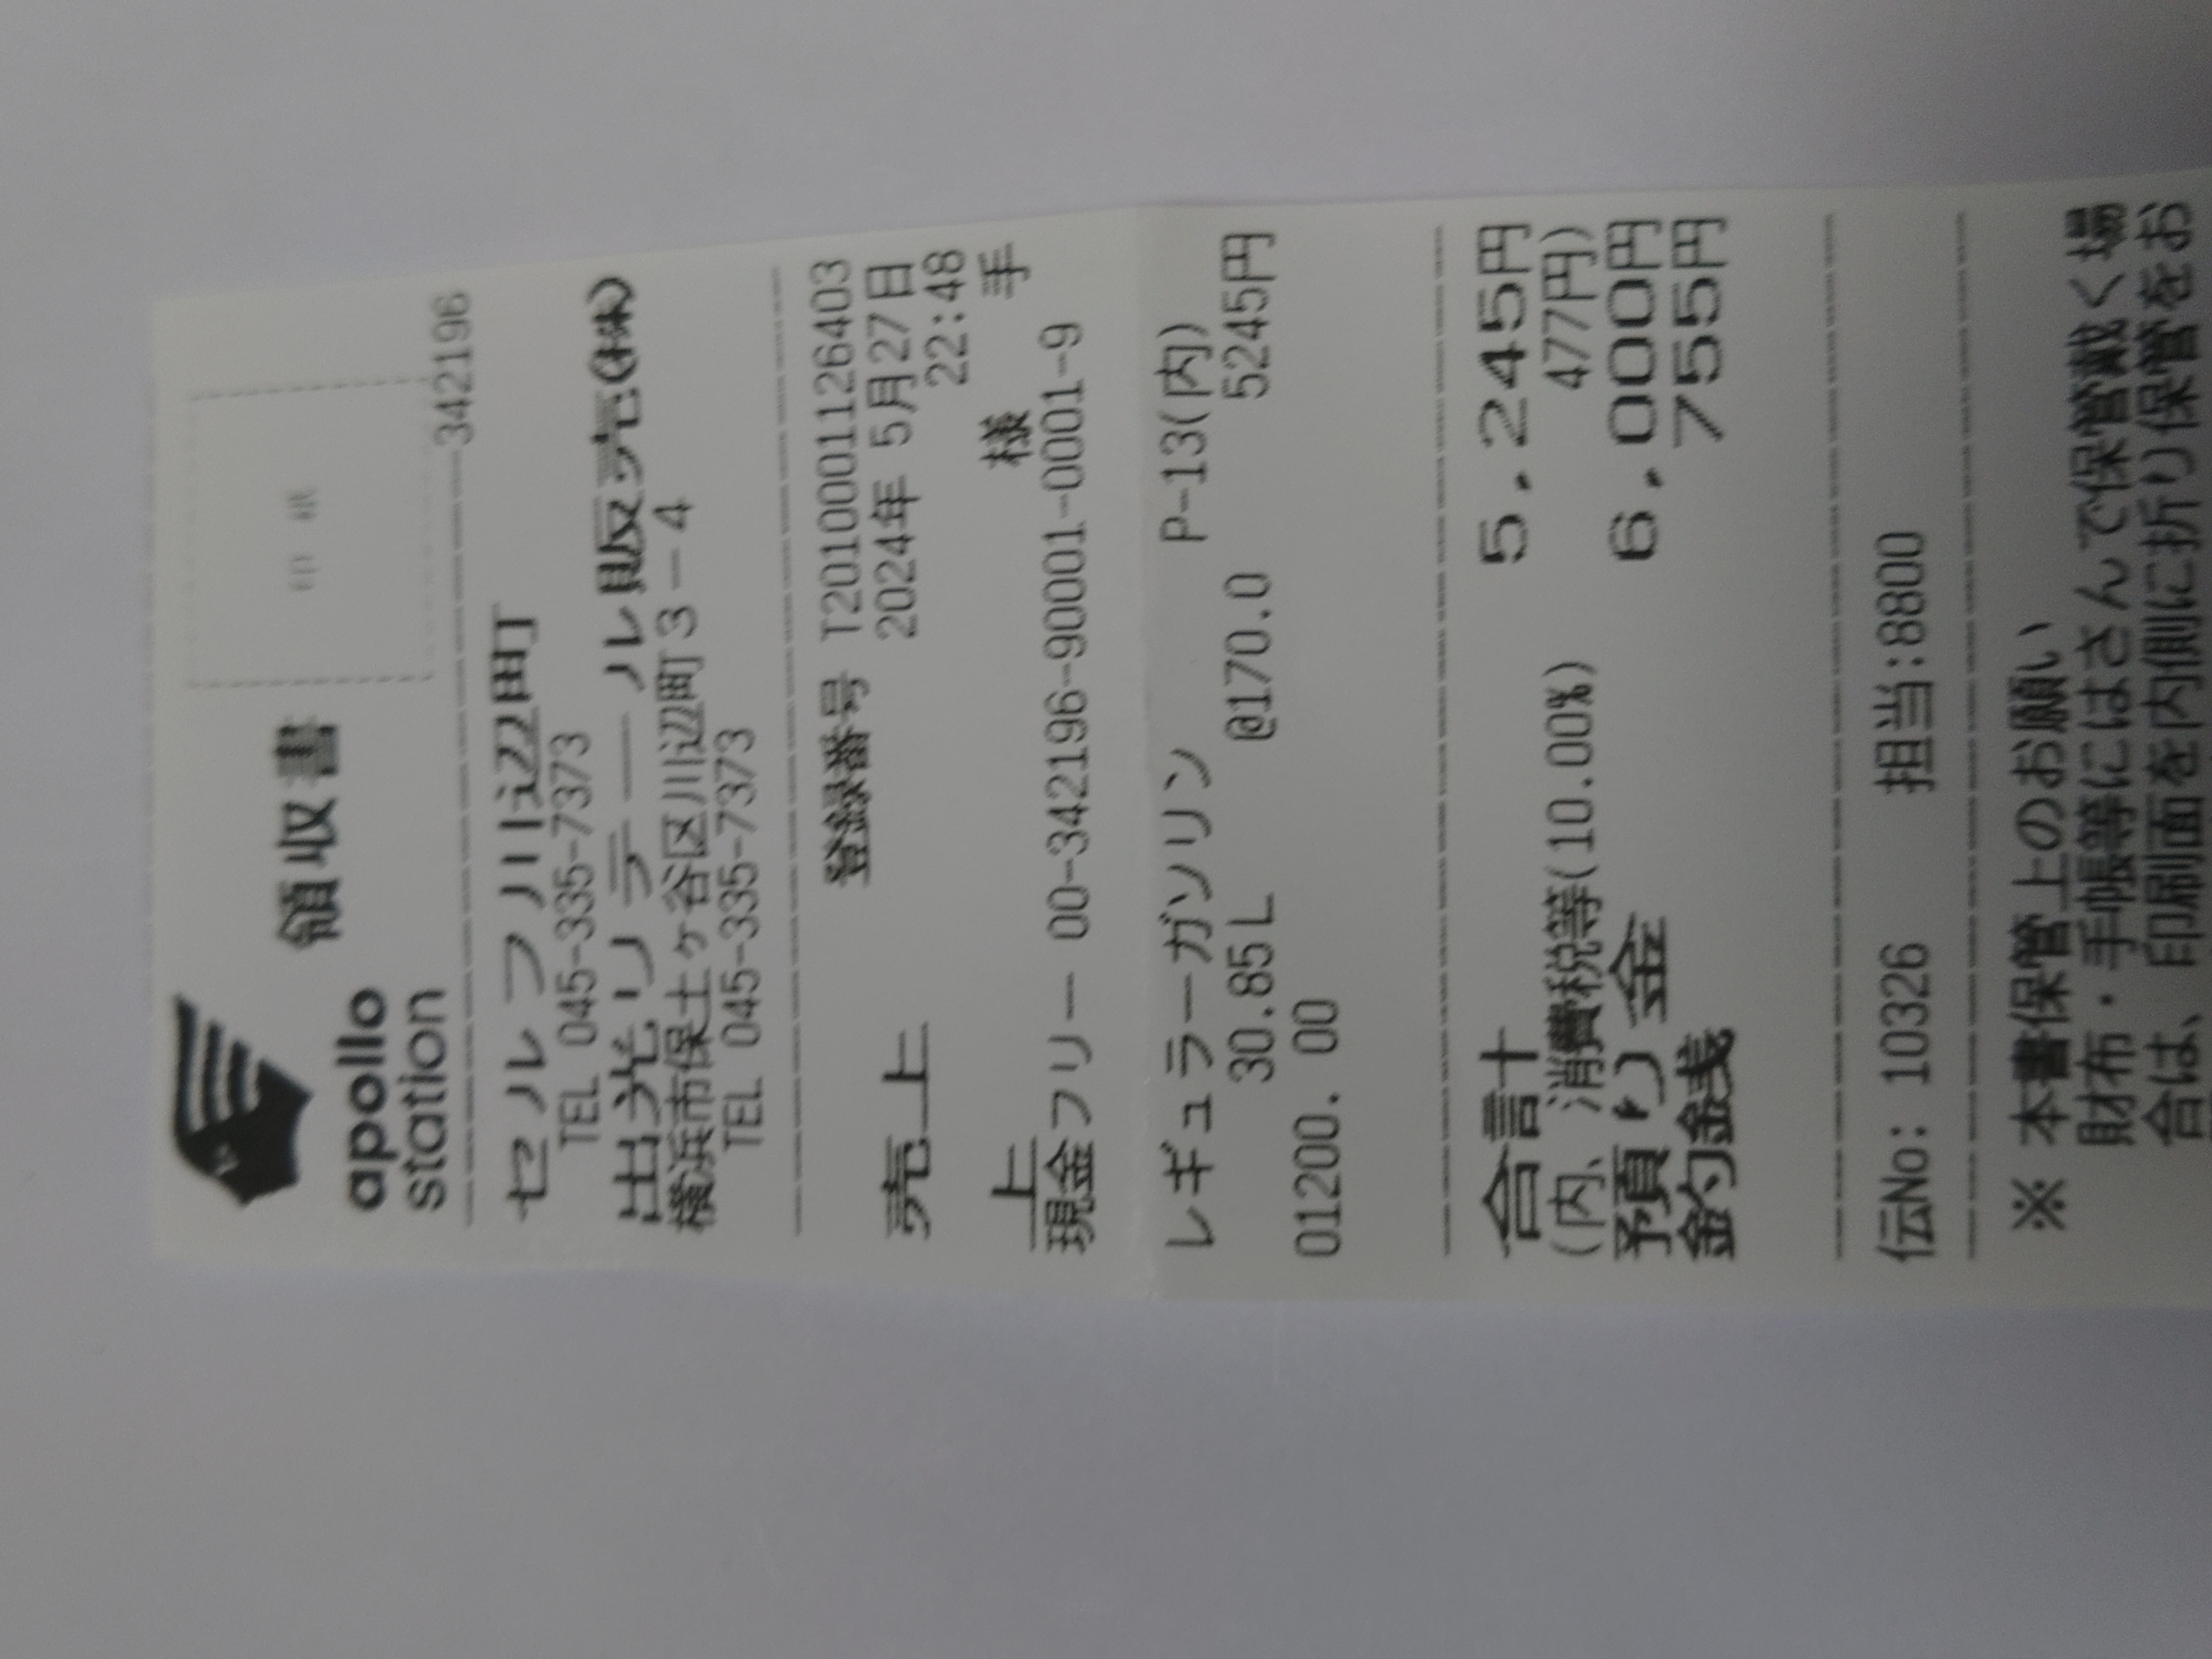 apollo
station
領収書
印紙
342196
セルフ川辺町
TEL 045-335-7373
出光リテール販売(株)
横浜市保土ヶ谷区川辺町3-4
TEL 045-335-7373
登録番号 T2010001126403
売上 2024年 5月27日
22:48
上 様 手
現金フリー 00-342196-90001-0001-9
レギュラーガソリン P-13(内)
30.85L @170.0 5245円
01200. 00
合計 5,245円
(内、消費税等(10.00%) 477円)
預り金 6,000円
釣銭 755円
伝No: 10326 担当:8800
※ 本書保管上のお願い
財布・手帳等にはさんで保管戴く場
合は、印刷面を内側に折り保管をお